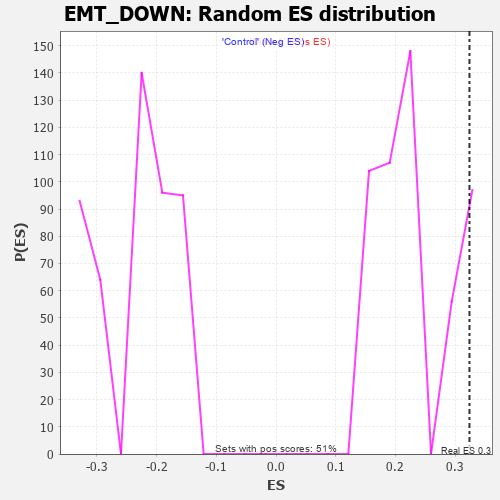 EMT_DOWN: Random ES distribution
'Control' (Neg ES)s ES)
150
140
130
120
110
100
90
80
70
60
50
40
30
20
10
0
P(ES)
Sets with pos scores: 51%
Real ES 0.3
-0.3 -0.2 -0.1 0.0 0.1 0.2 0.3
ES